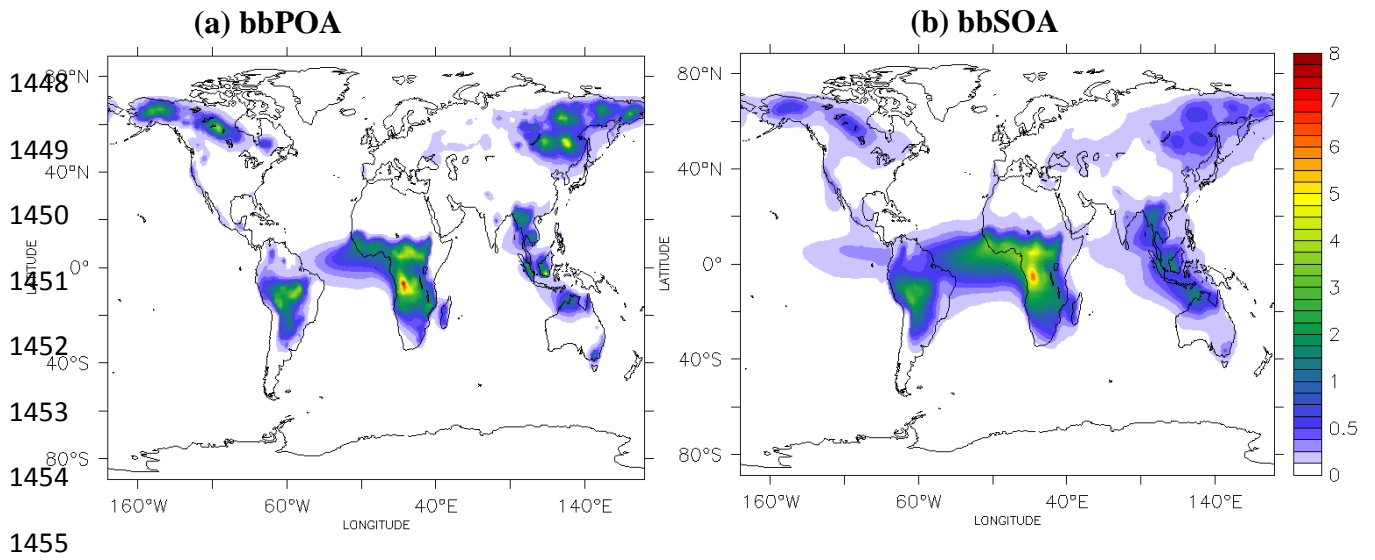 (a) bbPOA
(b) bbSOA
1448
1449
1450
1451
1452
1453
1454
1455
80°N
40°N
0°
40°S
80°S
LATITUDE
160°W
60°W
40°E
140°E
LONGITUDE
80°N
40°N
0°
40°S
80°S
LATITUDE
160°W
60°W
40°E
140°E
LONGITUDE
8
7
6
5
4
3
2
1
0.5
0